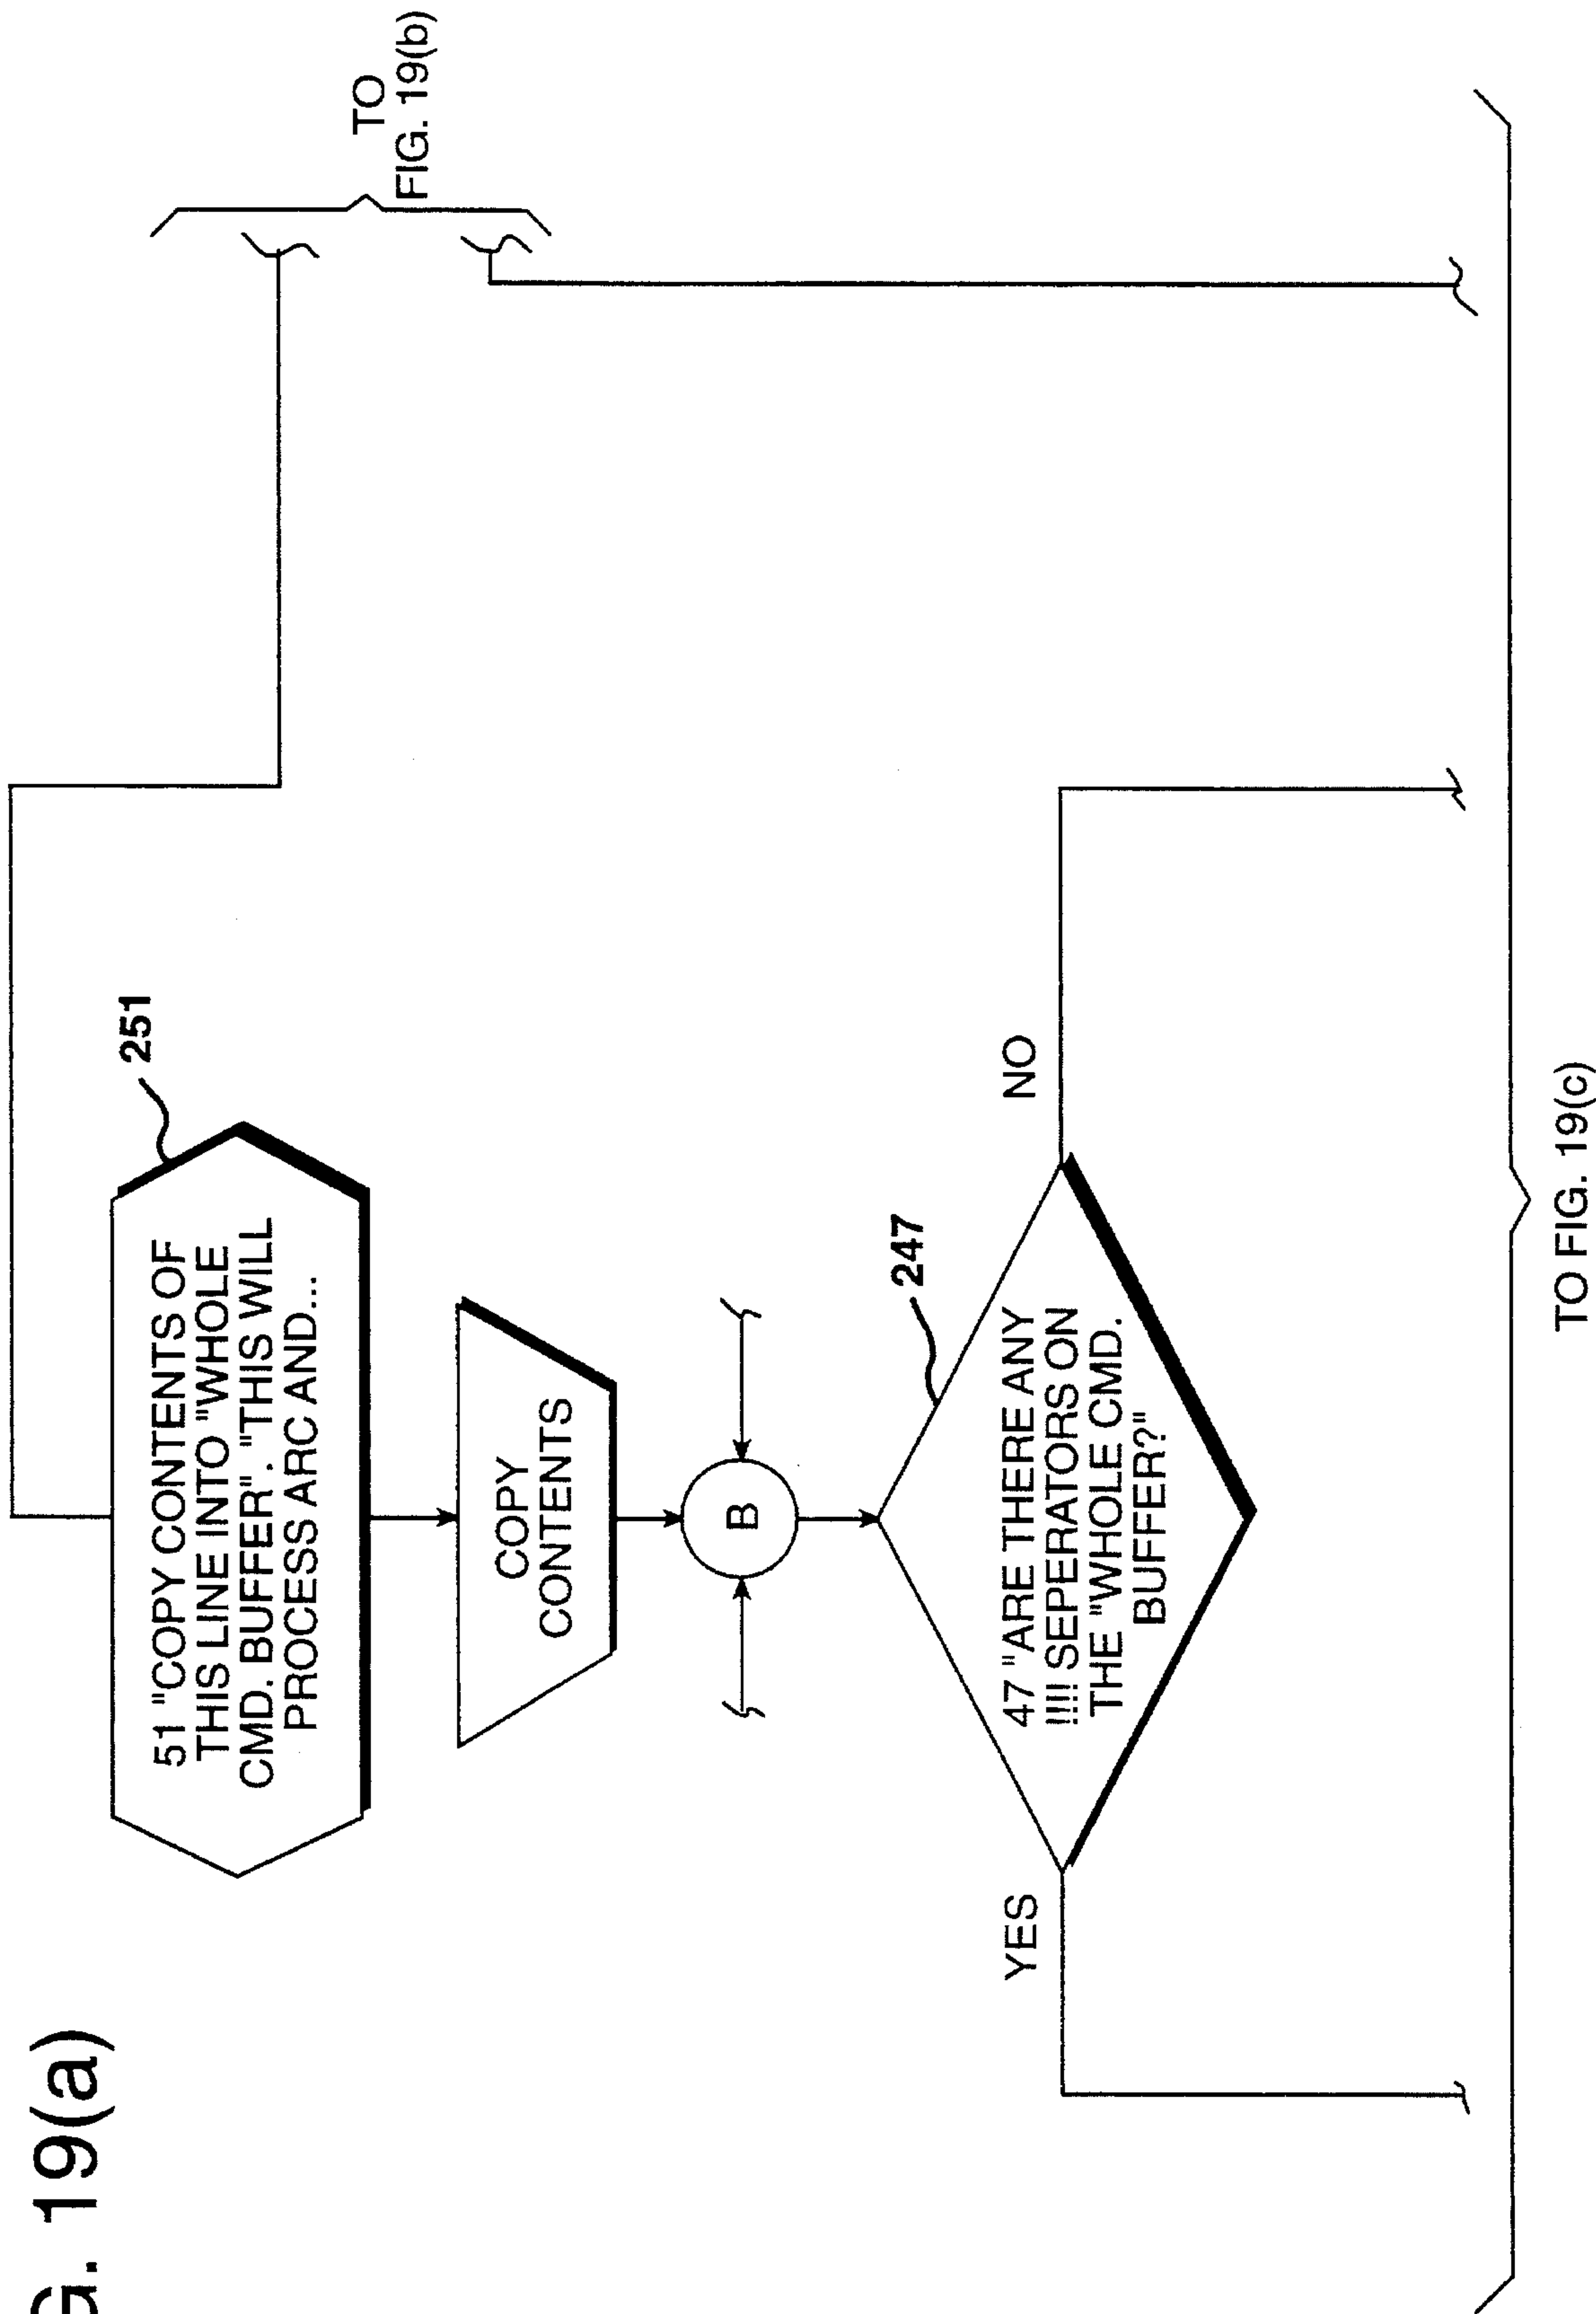 G. 19(a)
251
51 "COPY CONTENTS OF
THIS LINE INTO "WHOLE
CMD. BUFFER". "THIS WILL
PROCESS ARC AND...
TO
FIG. 19(b)
COPY
CONTENTS
B
247
47 "ARE THERE ANY
!!!! SEPERATORS ON
THE "WHOLE CMD.
BUFFER?"
YES
NO
TO FIG. 19(c)